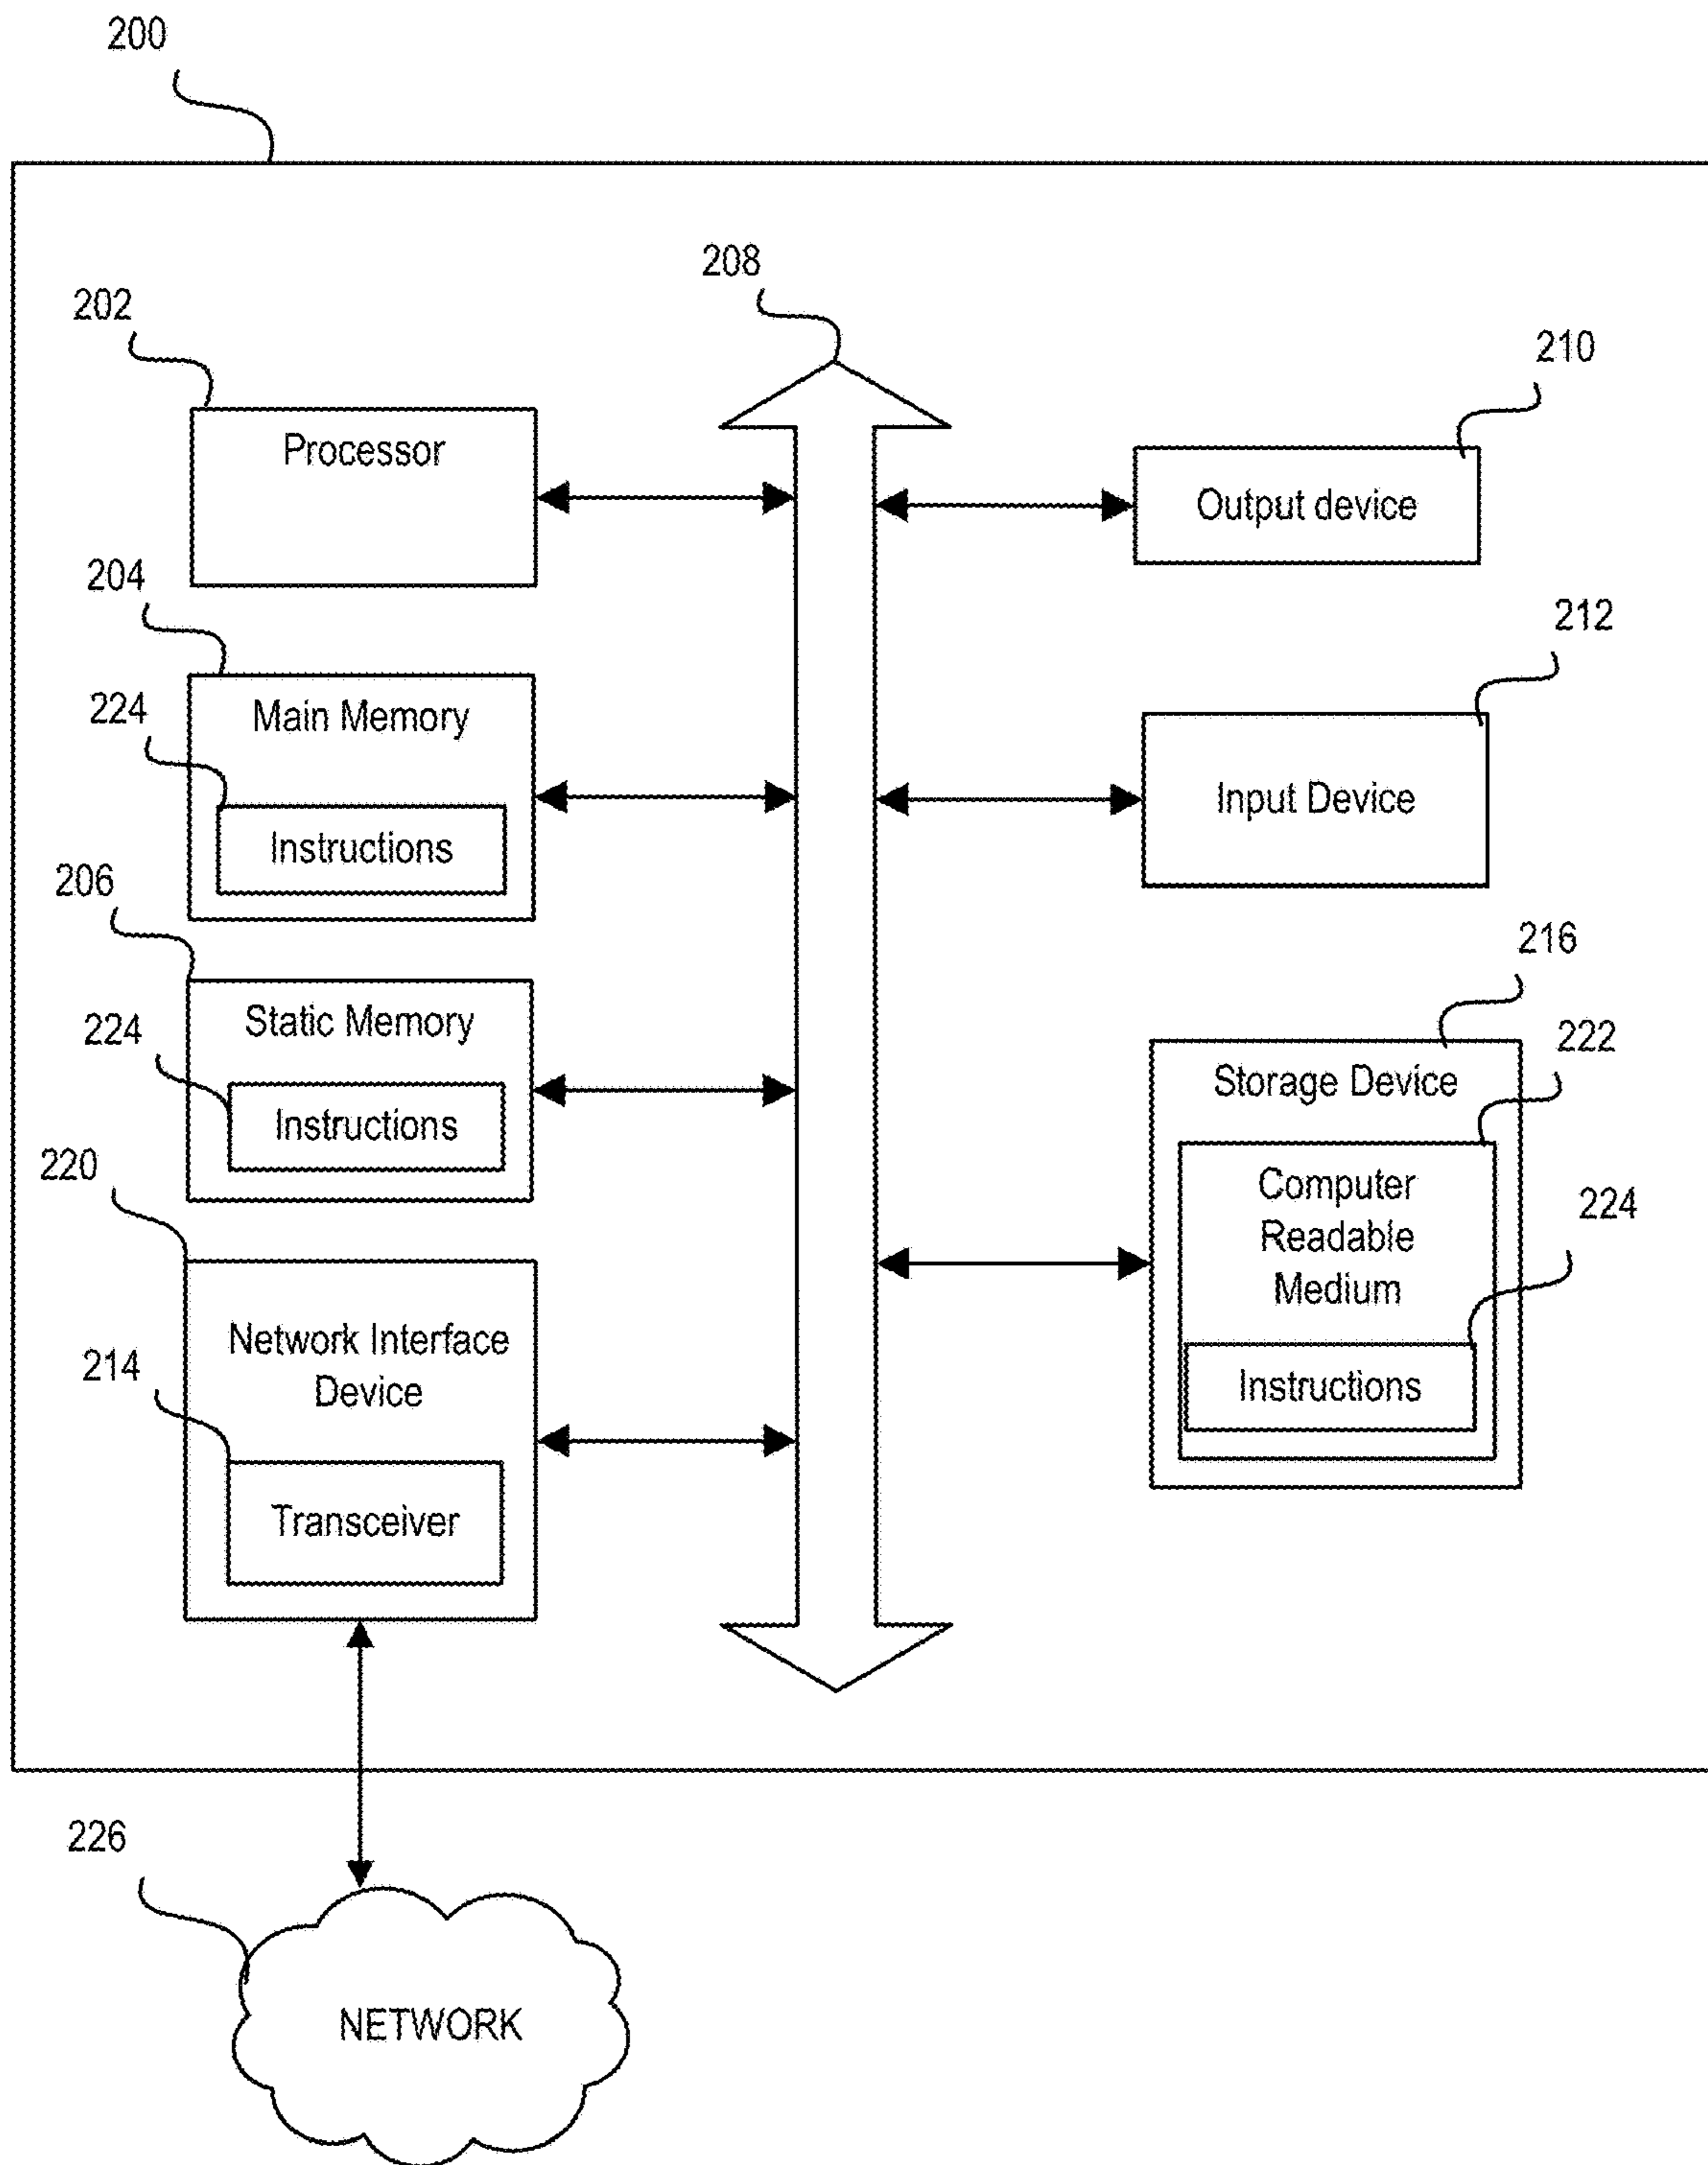 200
208
202
210
Processor
Output device
204
212
224
Main Memory
Input Device
Instructions
206
216
Static Memory
224
222
Storage Device
Instructions
220
Computer
Readable
Medium
224
Network Interface
Device
214
Instructions
Transceiver
226
NETWORK